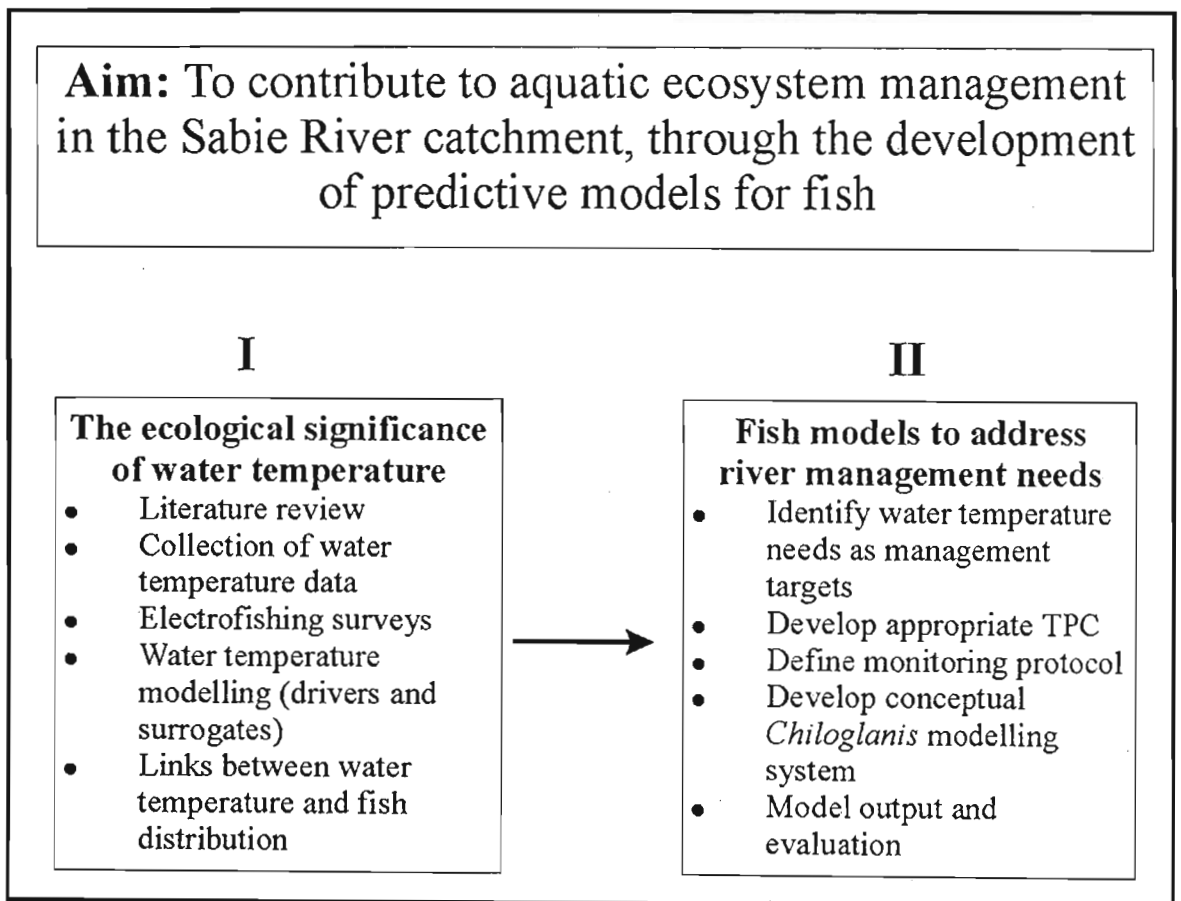 Aim: To contribute to aquatic ecosystem management
in the Sabie River catchment, through the development
of predictive models for fish
I
The ecological significance
of water temperature
• Literature review
• Collection of water
temperature data
• Electrofishing surveys
• Water temperature
modelling (drivers and
surrogates)
• Links between water
temperature and fish
distribution
II
Fish models to address
river management needs
• Identify water temperature
needs as management
targets
• Develop appropriate TPC
• Define monitoring protocol
• Develop conceptual
Chiloglanis modelling
system
• Model output and
evaluation